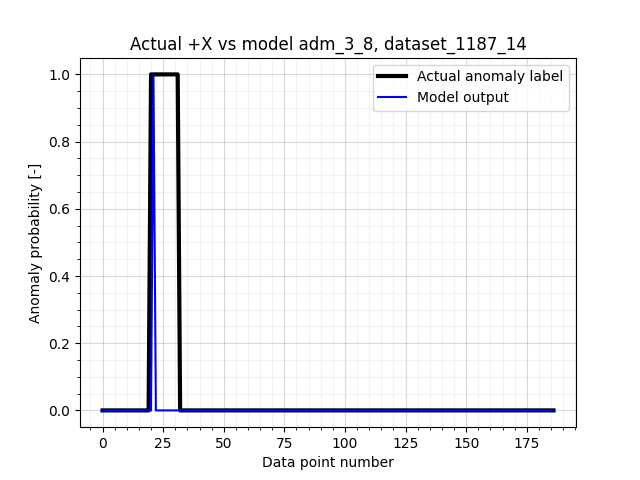 Actual +X vs model adm_3_8, dataset_1187_14
Actual anomaly label
Model output
1.0
0.8
0.6
0.4
0.2
0.0
Anomaly probability [-]
0 25 50 75 100 125 150 175
Data point number